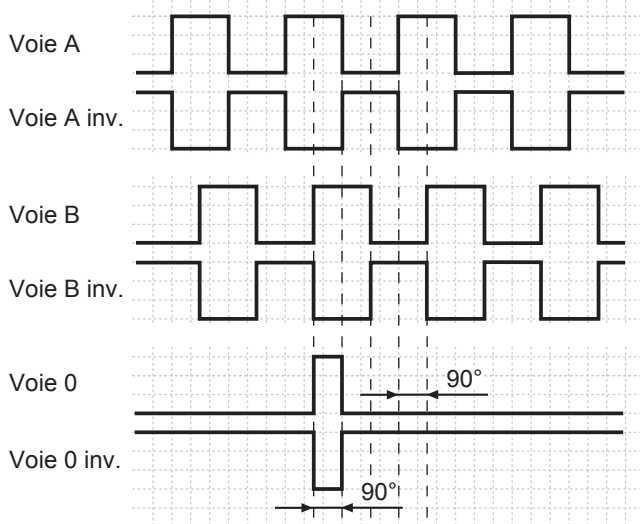 Voie A
Voie A inv.
Voie B
Voie B inv.
Voie 0
90°
Voie 0 inv.
90°